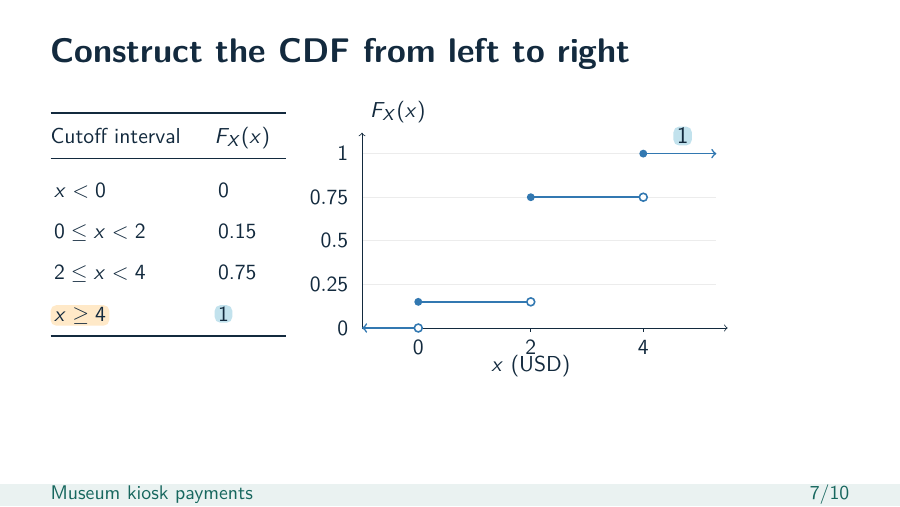 Construct the CDF from left to right
Cutoff interval F_X(x)
x < 0 0
0 ≤ x < 2 0.15
2 ≤ x < 4 0.75
x ≥ 4 1
F_X(x)
1
1
0.75
0.5
0.25
0
0 2 4
x (USD)
Museum kiosk payments 7/10